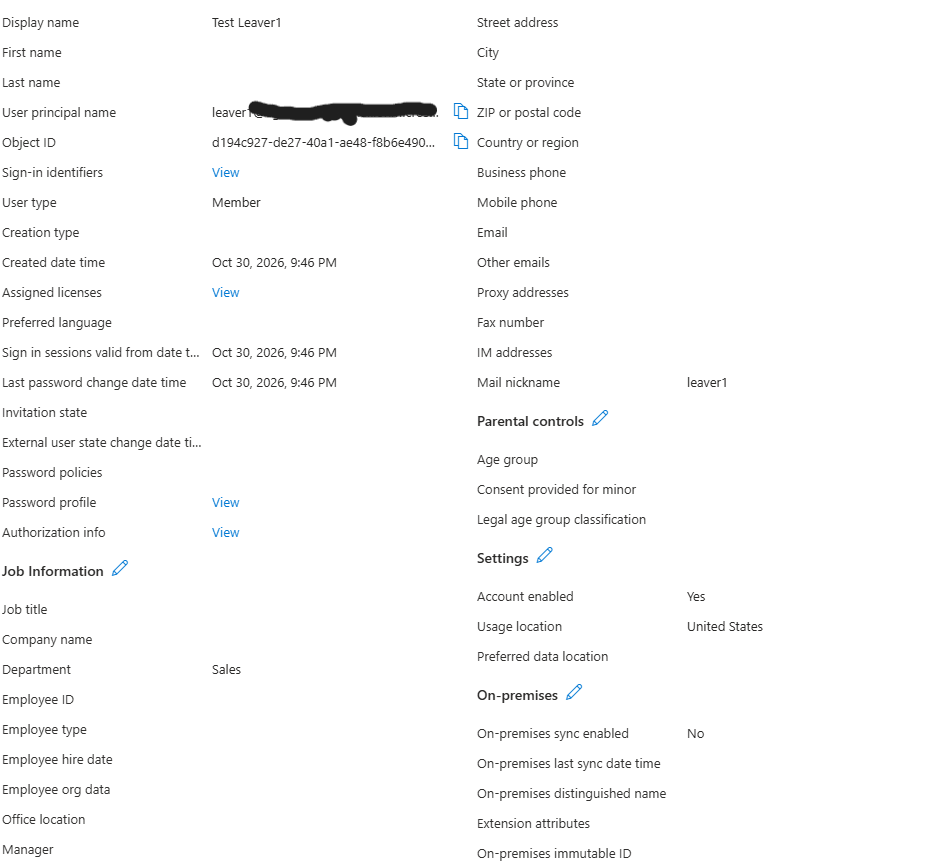 Display name Test Leaver1
First name
Last name
User principal name
Object ID d194c927-de27-40a1-ae48-f8b6e490...
Sign-in identifiers View
User type Member
Creation type
Created date time Oct 30, 2026, 9:46 PM
Assigned licenses View
Preferred language
Sign in sessions valid from date t... Oct 30, 2026, 9:46 PM
Last password change date time Oct 30, 2026, 9:46 PM
Invitation state
External user state change date ti...
Password policies
Password profile View
Authorization info View
Job Information
Job title
Company name
Department Sales
Employee ID
Employee type
Employee hire date
Employee org data
Office location
Manager
Street address
City
State or province
ZIP or postal code
Country or region
Business phone
Mobile phone
Email
Other emails
Proxy addresses
Fax number
IM addresses
Mail nickname leaver1
Parental controls
Age group
Consent provided for minor
Legal age group classification
Settings
Account enabled Yes
Usage location United States
Preferred data location
On-premises
On-premises sync enabled No
On-premises last sync date time
On-premises distinguished name
Extension attributes
On-premises immutable ID